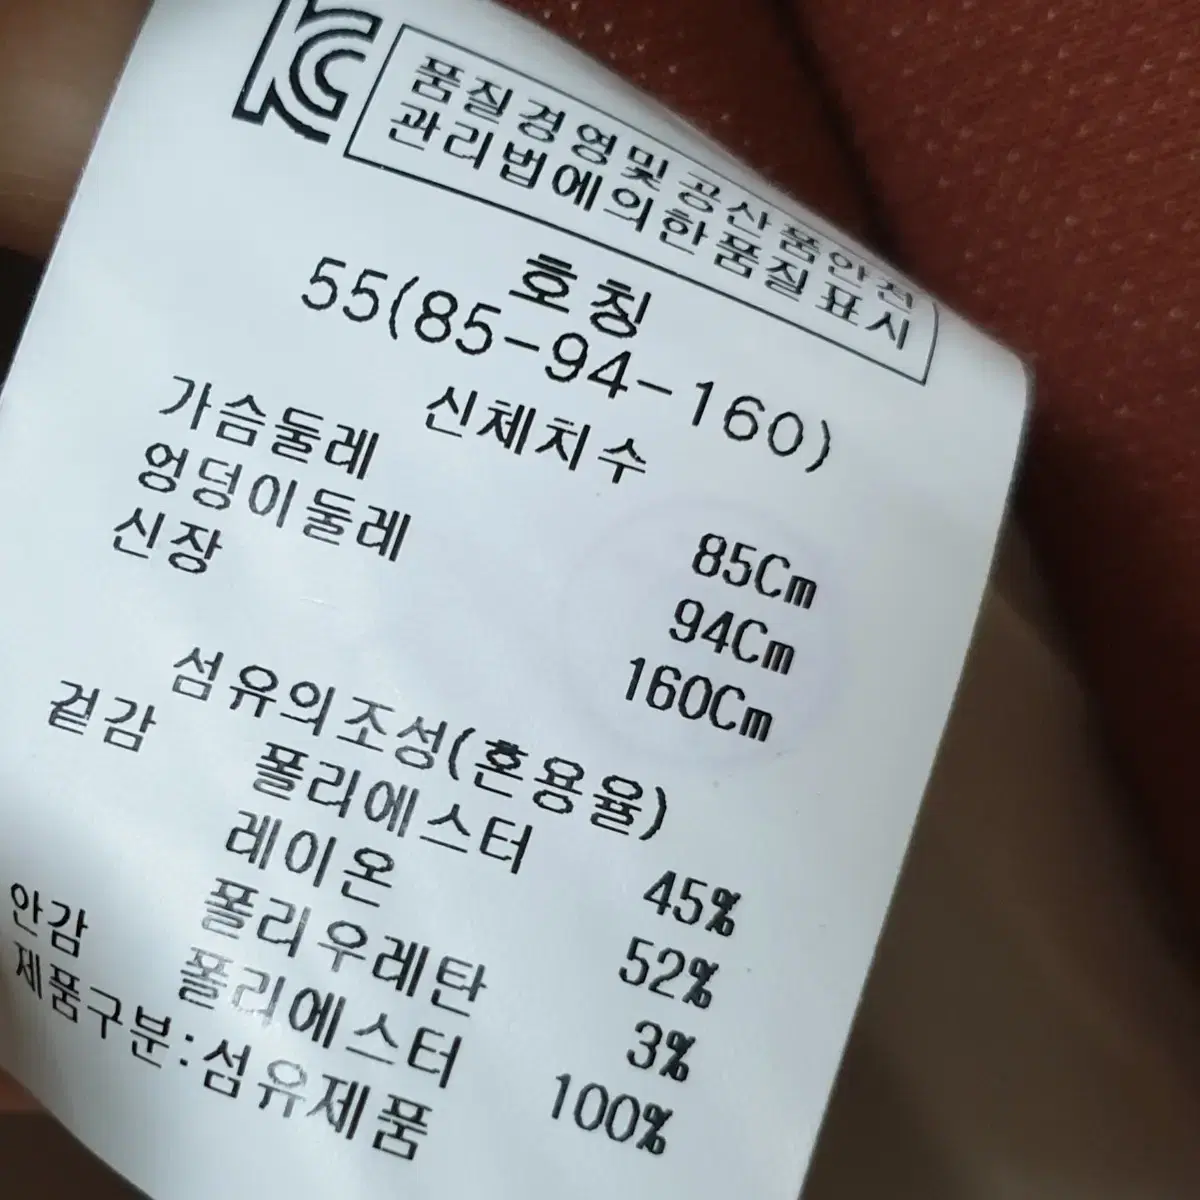 KC
품질경영및 공산품안전
관리법에의한품질표시
호칭
55(85-94-160)
신체치수
가슴둘레 85Cm
엉덩이둘레 94Cm
신장 160Cm
섬유의조성(혼용율)
겉감 폴리에스터 45%
레이온 52%
폴리우레탄 3%
안감 폴리에스터 100%
제품구분:섬유제품